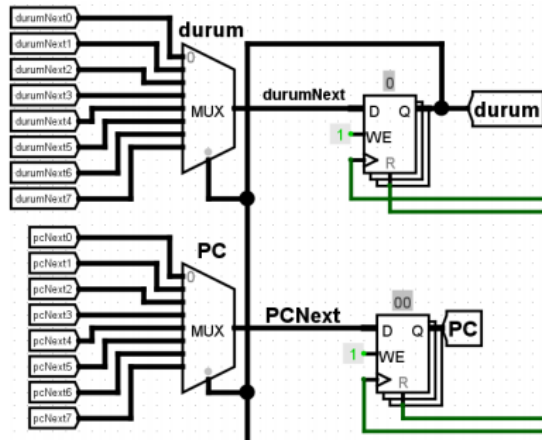 durumNext0
durumNext1
durumNext2
durumNext3
durumNext4
durumNext5
durumNext6
durumNext7
durum
0
MUX
durumNext
0
D Q
1 WE
R
durum
pcNext0
pcNext1
pcNext2
pcNext3
pcNext4
pcNext5
pcNext6
pcNext7
PC
0
MUX
PCNext
00
D Q
1 WE
R
PC